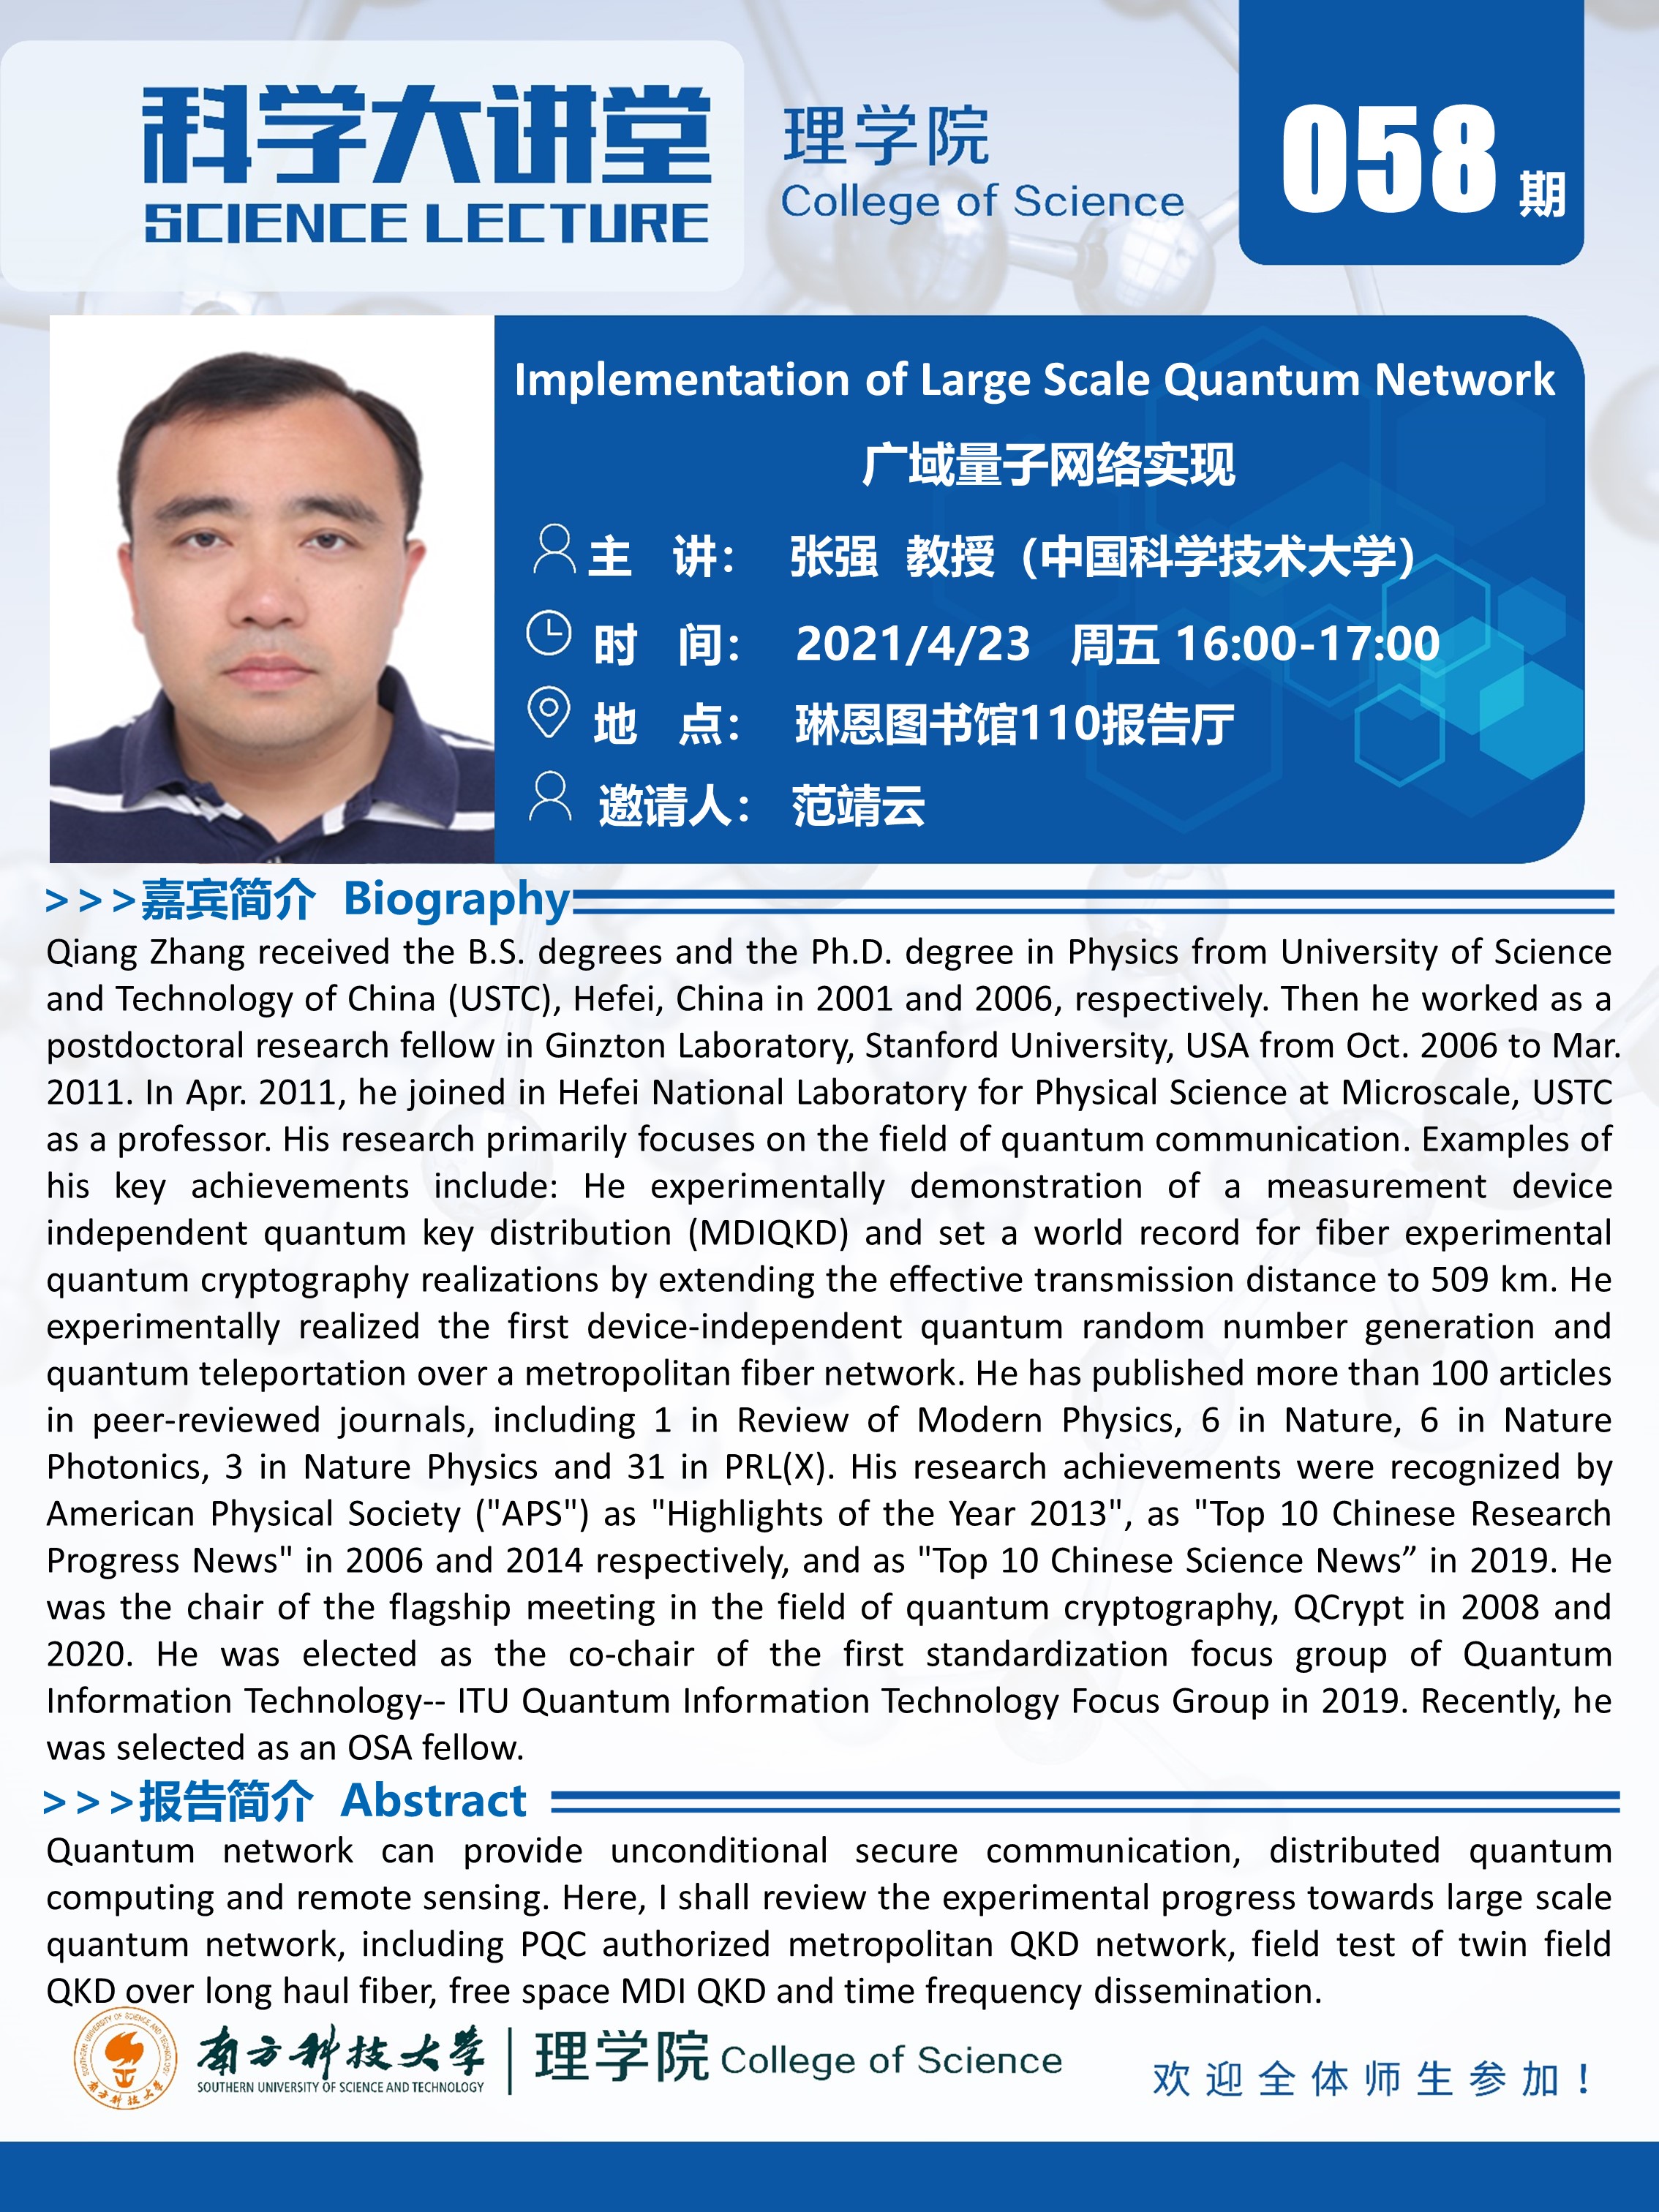 科学大讲堂
SCIENCE LECTURE
理学院
College of Science
058 期
Implementation of Large Scale Quantum Network
广域量子网络实现
主 讲： 张强 教授（中国科学技术大学）
时 间： 2021/4/23 周五 16:00-17:00
地 点： 琳恩图书馆110报告厅
邀请人： 范靖云
>>>嘉宾简介 Biography
Qiang Zhang received the B.S. degrees and the Ph.D. degree in Physics from University of Science
and Technology of China (USTC), Hefei, China in 2001 and 2006, respectively. Then he worked as a
postdoctoral research fellow in Ginzton Laboratory, Stanford University, USA from Oct. 2006 to Mar.
2011. In Apr. 2011, he joined in Hefei National Laboratory for Physical Science at Microscale, USTC
as a professor. His research primarily focuses on the field of quantum communication. Examples of
his key achievements include: He experimentally demonstration of a measurement device
independent quantum key distribution (MDIQKD) and set a world record for fiber experimental
quantum cryptography realizations by extending the effective transmission distance to 509 km. He
experimentally realized the first device-independent quantum random number generation and
quantum teleportation over a metropolitan fiber network. He has published more than 100 articles
in peer-reviewed journals, including 1 in Review of Modern Physics, 6 in Nature, 6 in Nature
Photonics, 3 in Nature Physics and 31 in PRL(X). His research achievements were recognized by
American Physical Society ("APS") as "Highlights of the Year 2013", as "Top 10 Chinese Research
Progress News" in 2006 and 2014 respectively, and as "Top 10 Chinese Science News” in 2019. He
was the chair of the flagship meeting in the field of quantum cryptography, QCrypt in 2008 and
2020. He was elected as the co-chair of the first standardization focus group of Quantum
Information Technology-- ITU Quantum Information Technology Focus Group in 2019. Recently, he
was selected as an OSA fellow.
>>>报告简介 Abstract
Quantum network can provide unconditional secure communication, distributed quantum
computing and remote sensing. Here, I shall review the experimental progress towards large scale
quantum network, including PQC authorized metropolitan QKD network, field test of twin field
QKD over long haul fiber, free space MDI QKD and time frequency dissemination.
SOUTHERN UNIVERSITY OF SCIENCE AND TECHNOLOGY
南方科技大学
南方科技大学
SOUTHERN UNIVERSITY OF SCIENCE AND TECHNOLOGY
理学院 College of Science
欢迎全体师生参加！